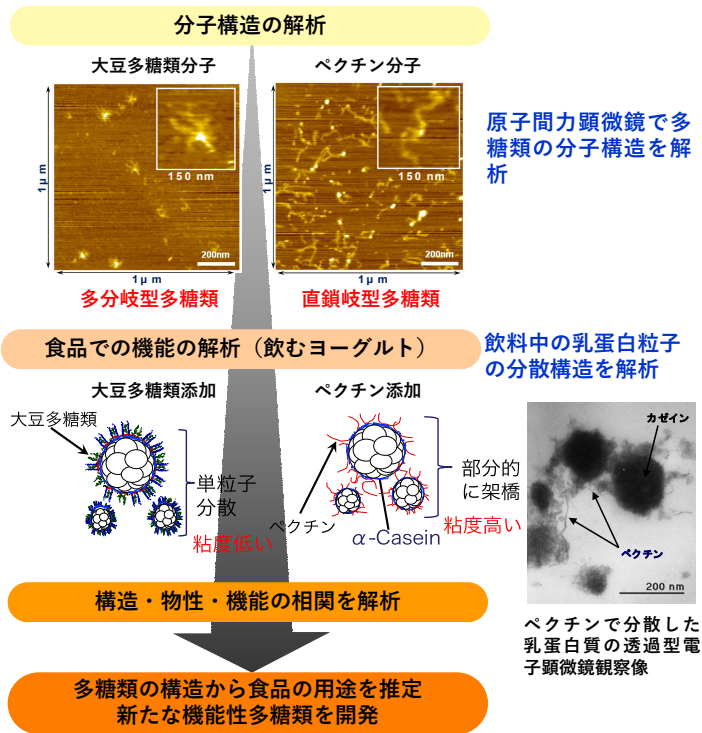 分子構造の解析
大豆多糖類分子
ペクチン分子
1μm
150 nm
200nm
1μm
1μm
150 nm
200nm
1μm
原子間力顕微鏡で多
糖類の分子構造を解
析
多分岐型多糖類
直鎖岐型多糖類
食品での機能の解析（飲むヨーグルト）
飲料中の乳蛋白粒子
の分散構造を解析
大豆多糖類添加
ペクチン添加
大豆多糖類
単粒子
分散
粘度低い
ペクチン
α-Casein
部分的
に架橋
粘度高い
カゼイン
ペクチン
200 nm
ペクチンで分散した
乳蛋白質の透過型電
子顕微鏡観察像
構造・物性・機能の相関を解析
多糖類の構造から食品の用途を推定
新たな機能性多糖類を開発